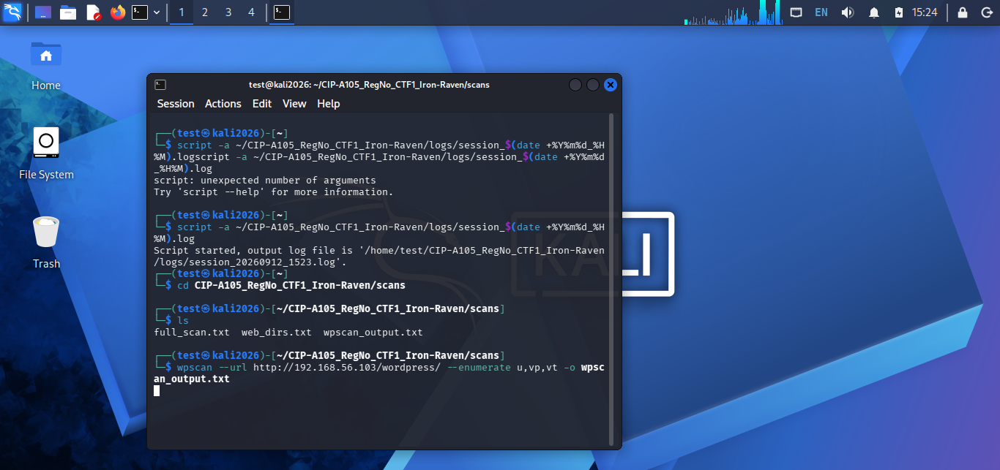 1 2 3 4 EN 15:24
Home
File System
Trash
test@kali2026: ~/CIP-A105_RegNo_CTF1_Iron-Raven/scans
Session Actions Edit View Help
┌──(test㉿kali2026)-[~]
└─$ script -a ~/CIP-A105_RegNo_CTF1_Iron-Raven/logs/session_$(date +%Y%m%d_%H
%M).logscript -a ~/CIP-A105_RegNo_CTF1_Iron-Raven/logs/session_$(date +%Y%m%d
_%H%M).log
script: unexpected number of arguments
Try 'script --help' for more information.
┌──(test㉿kali2026)-[~]
└─$ script -a ~/CIP-A105_RegNo_CTF1_Iron-Raven/logs/session_$(date +%Y%m%d_%H
%M).log
Script started, output log file is '/home/test/CIP-A105_RegNo_CTF1_Iron-Raven
/logs/session_20260912_1523.log'.
┌──(test㉿kali2026)-[~]
└─$ cd CIP-A105_RegNo_CTF1_Iron-Raven/scans
┌──(test㉿kali2026)-[~/CIP-A105_RegNo_CTF1_Iron-Raven/scans]
└─$ ls
full_scan.txt web_dirs.txt wpscan_output.txt
┌──(test㉿kali2026)-[~/CIP-A105_RegNo_CTF1_Iron-Raven/scans]
└─$ wpscan --url http://192.168.56.103/wordpress/ --enumerate u,vp,vt -o wpsc
an_output.txt
KALI